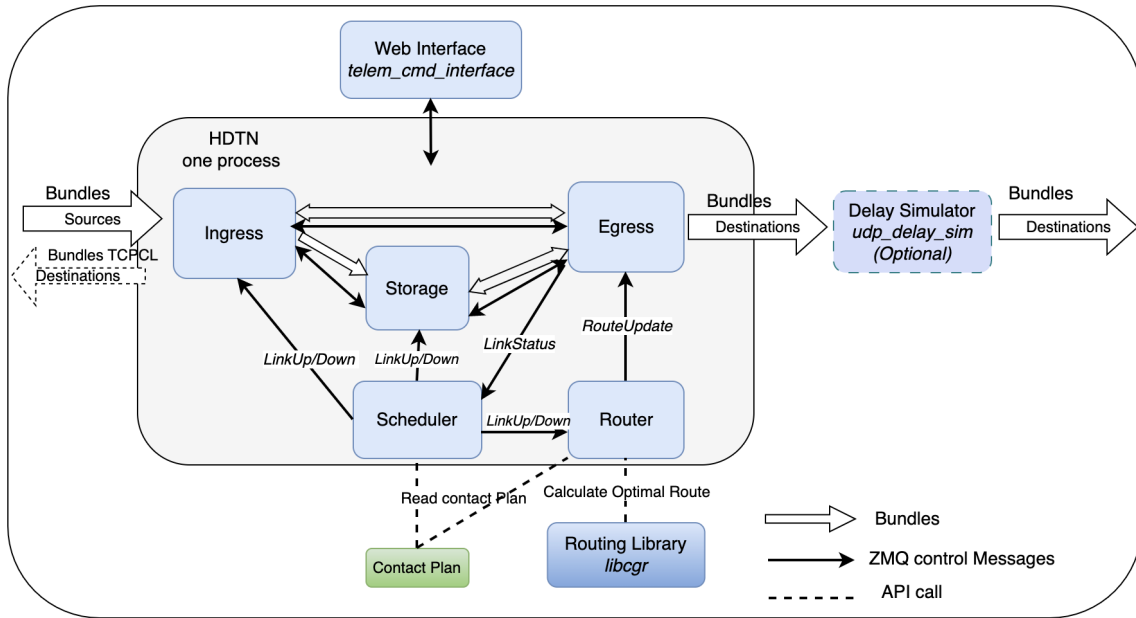 Web Interface
telem_cmd_interface
HDTN
one process
Bundles
Sources
Bundles TCPCL
Destinations
Ingress
Egress
Storage
Bundles
Destinations
Delay Simulator
udp_delay_sim
(Optional)
Bundles
Destinations
LinkUp/Down
LinkUp/Down
LinkStatus
RouteUpdate
Scheduler
LinkUp/Down
Router
Read contact Plan
Calculate Optimal Route
Contact Plan
Routing Library
libcgr
Bundles
ZMQ control Messages
API call